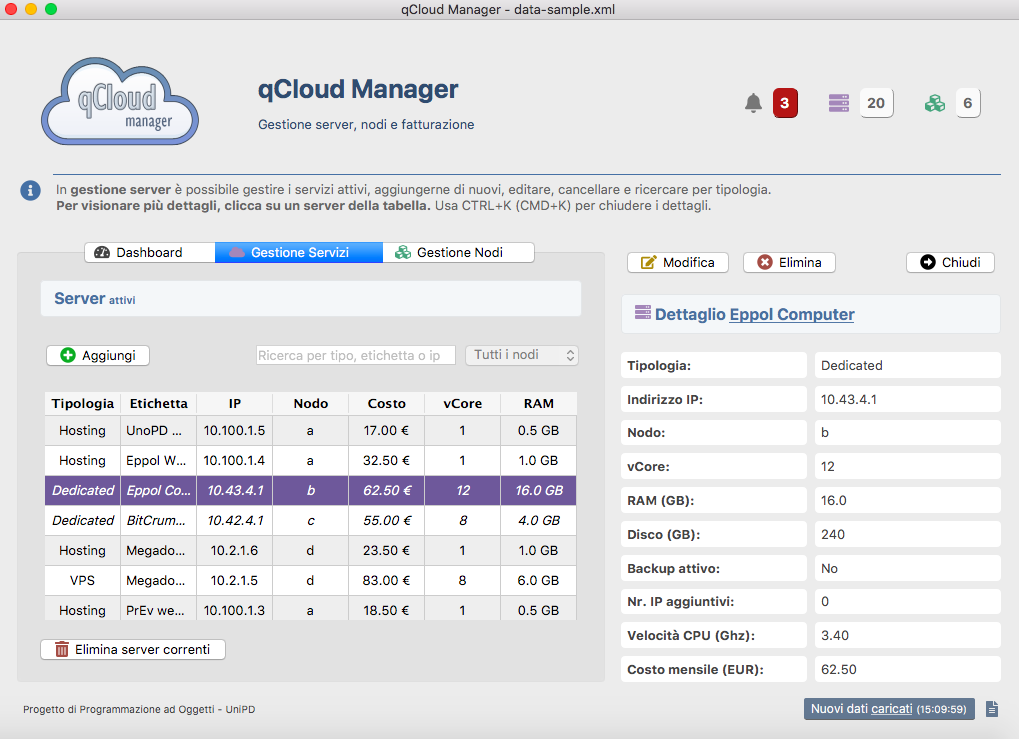 qCloud Manager - data-sample.xml
qCloud
manager
qCloud Manager
Gestione server, nodi e fatturazione
3
20
6
In gestione server è possibile gestire i servizi attivi, aggiungerne di nuovi, editare, cancellare e ricercare per tipologia.
Per visionare più dettagli, clicca su un server della tabella. Usa CTRL+K (CMD+K) per chiudere i dettagli.
Dashboard Gestione Servizi Gestione Nodi
Server attivi
Aggiungi Ricerca per tipo, etichetta o ip Tutti i nodi
Tipologia Etichetta IP Nodo Costo vCore RAM
Hosting UnoPD ... 10.100.1.5 a 17.00 € 1 0.5 GB
Hosting Eppol W... 10.100.1.4 a 32.50 € 1 1.0 GB
Dedicated Eppol Co... 10.43.4.1 b 62.50 € 12 16.0 GB
Dedicated BitCrum... 10.42.4.1 c 55.00 € 8 4.0 GB
Hosting Megado... 10.2.1.6 d 23.50 € 1 1.0 GB
VPS Megado... 10.2.1.5 d 83.00 € 8 6.0 GB
Hosting PrEv we... 10.100.1.3 a 18.50 € 1 0.5 GB
Elimina server correnti
Modifica Elimina Chiudi
Dettaglio Eppol Computer
Tipologia: Dedicated
Indirizzo IP: 10.43.4.1
Nodo: b
vCore: 12
RAM (GB): 16.0
Disco (GB): 240
Backup attivo: No
Nr. IP aggiuntivi: 0
Velocità CPU (Ghz): 3.40
Costo mensile (EUR): 62.50
Progetto di Programmazione ad Oggetti - UniPD
Nuovi dati caricati (15:09:59)